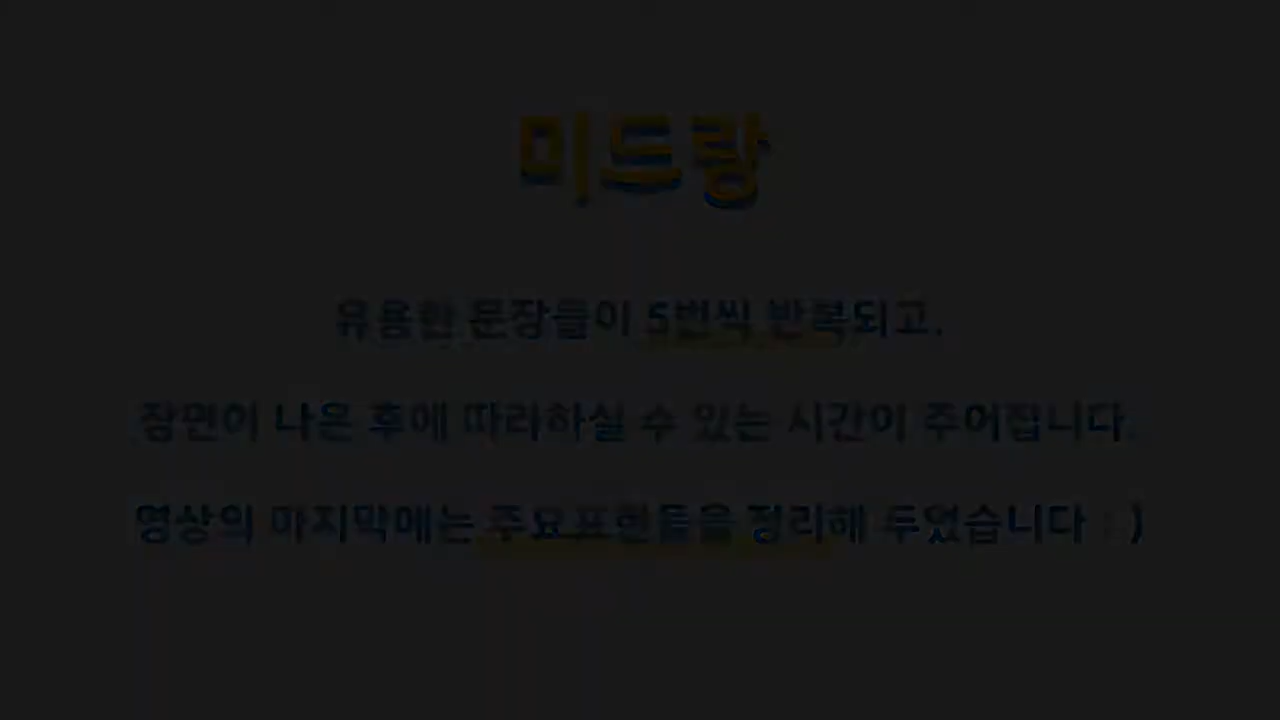 미드랑
유용한 문장들이 5번씩 반복되고.
장면이 나온 후에 따라하실 수 있는 시간이 주어집니다.
영상의 마지막에는 주요표현들을 정리해 두었습니다 : )